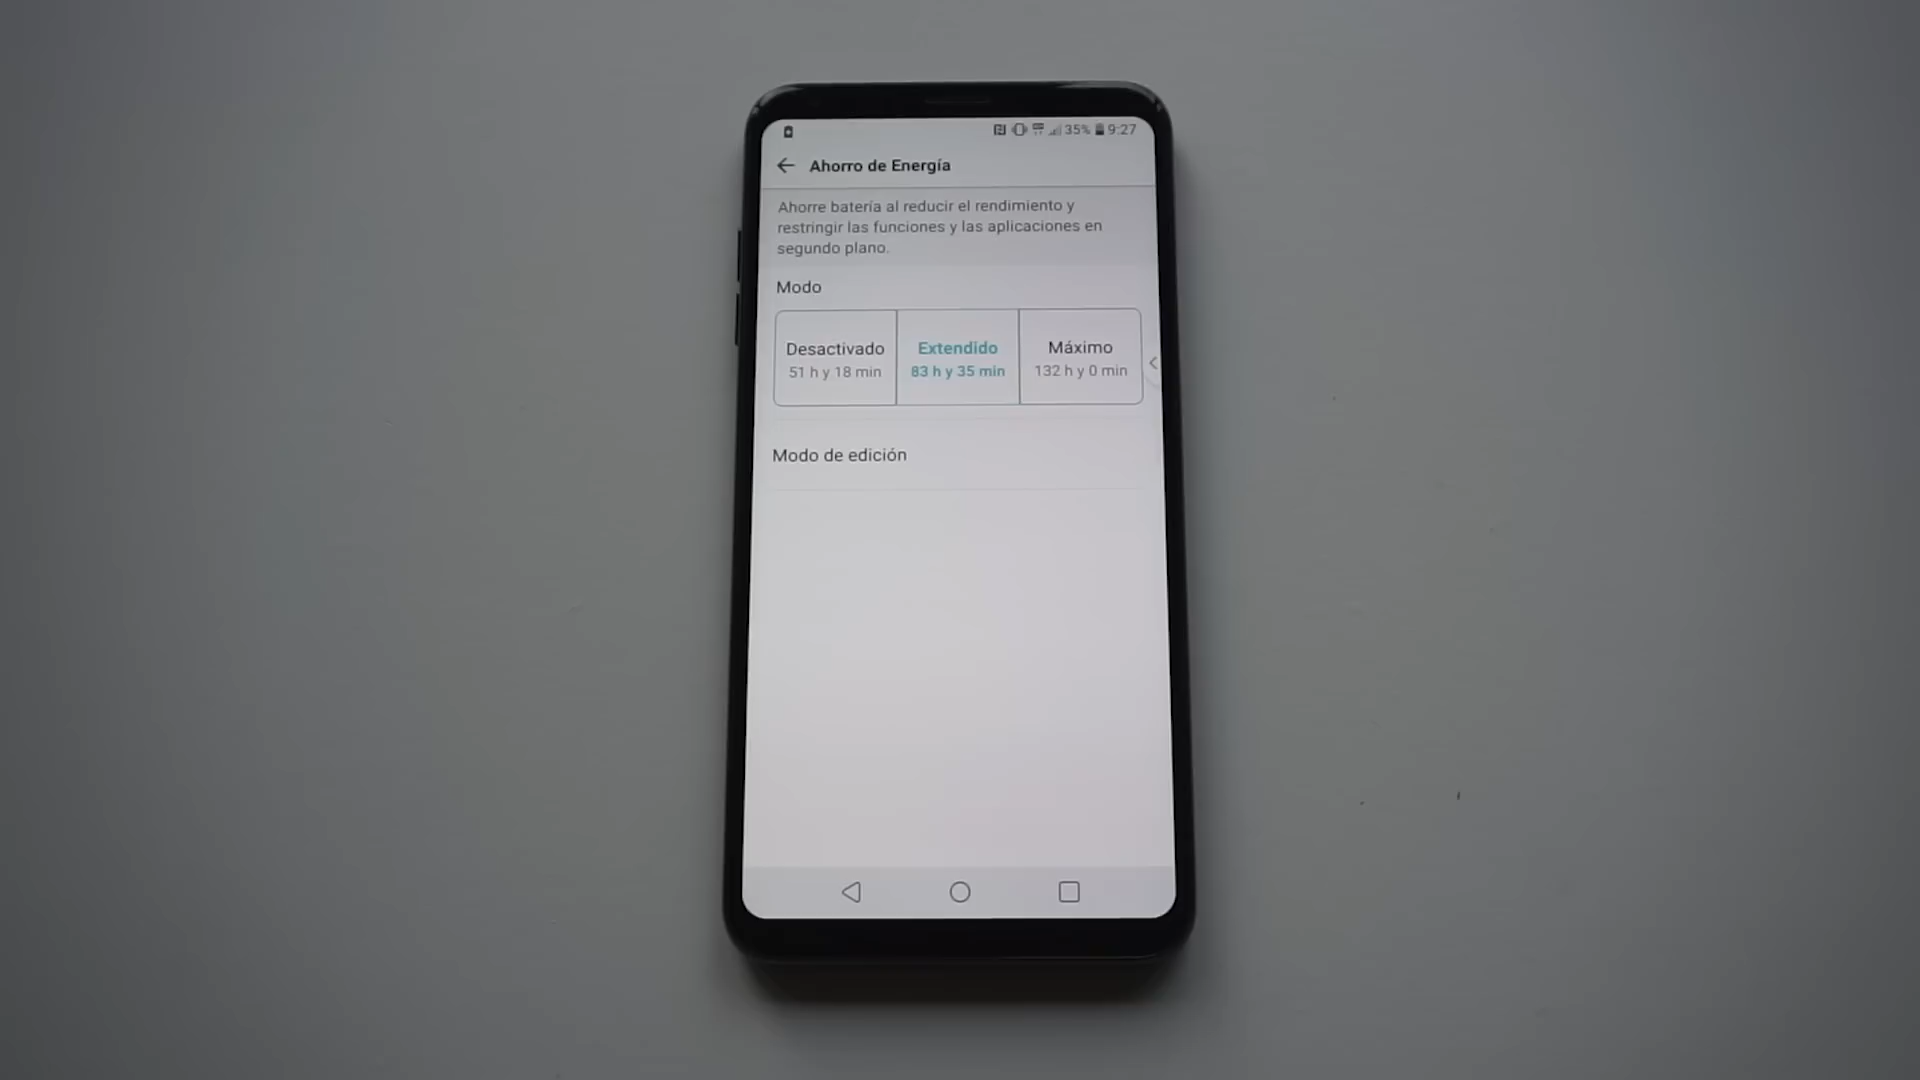 35% 9:27
Ahorro de Energía
Ahorre batería al reducir el rendimiento y
restringir las funciones y las aplicaciones en
segundo plano.
Modo
Desactivado Extendido Máximo
51 h y 18 min 83 h y 35 min 132 h y 0 min
Modo de edición